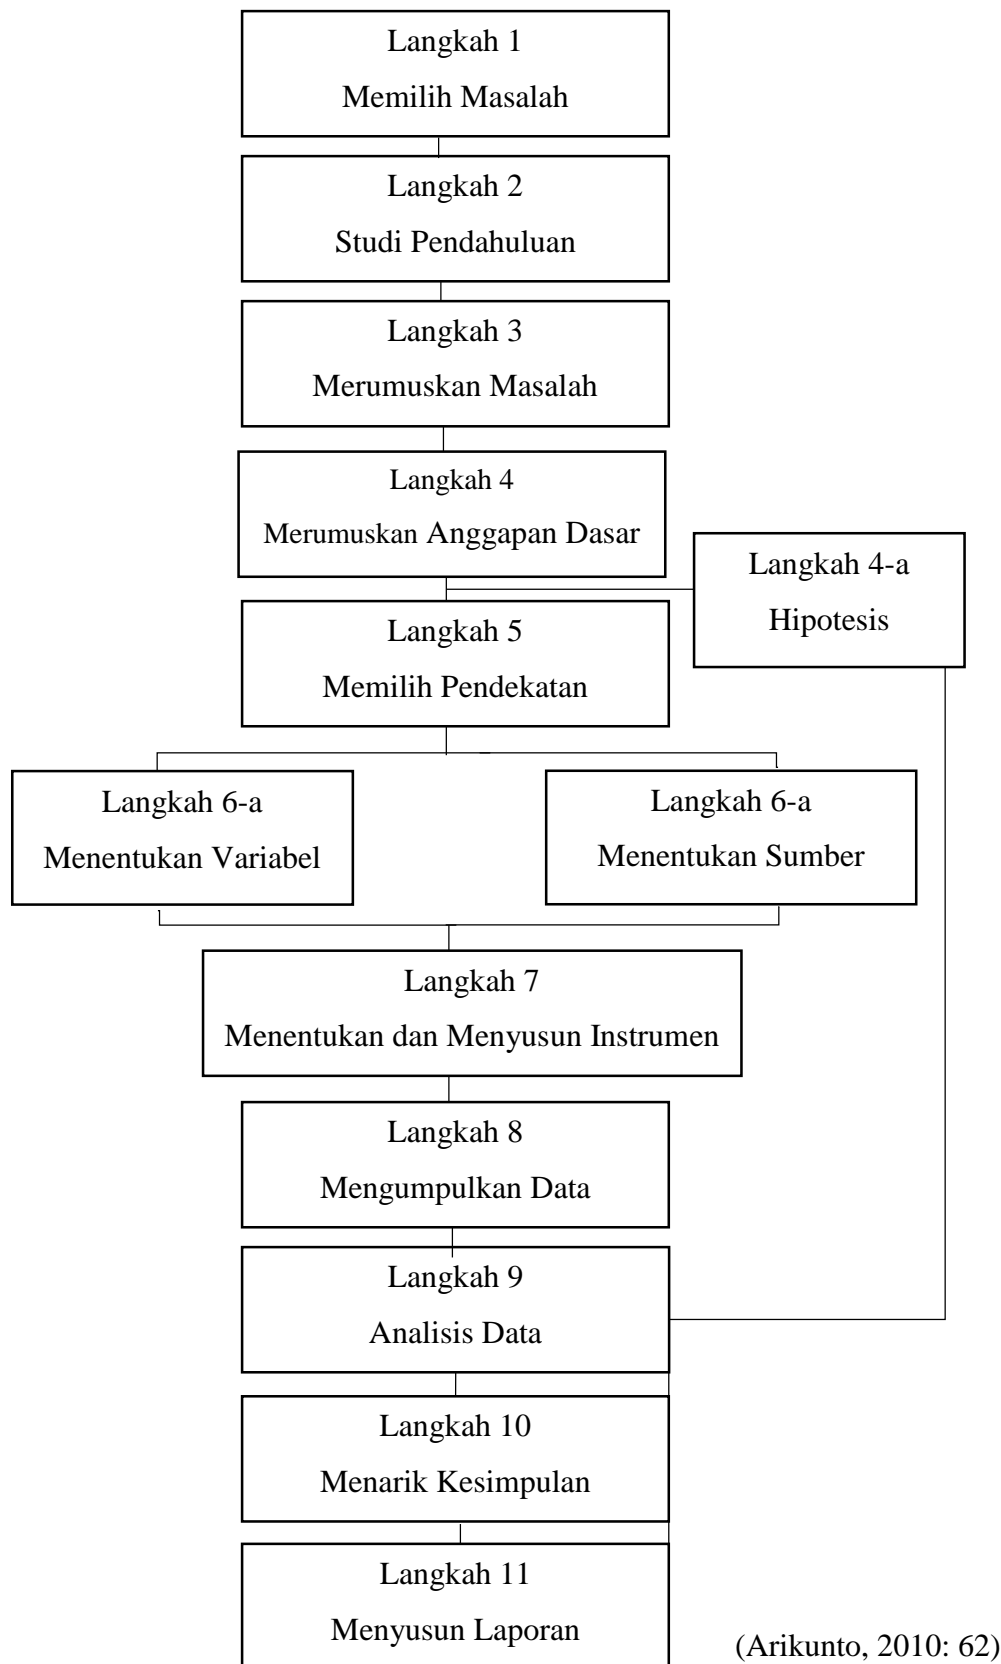 Langkah 1
Memilih Masalah
Langkah 2
Studi Pendahuluan
Langkah 3
Merumuskan Masalah
Langkah 4
Merumuskan Anggapan Dasar
Langkah 4-a
Hipotesis
Langkah 5
Memilih Pendekatan
Langkah 6-a
Menentukan Variabel
Langkah 6-a
Menentukan Sumber
Langkah 7
Menentukan dan Menyusun Instrumen
Langkah 8
Mengumpulkan Data
Langkah 9
Analisis Data
Langkah 10
Menarik Kesimpulan
Langkah 11
Menyusun Laporan
(Arikunto, 2010: 62)